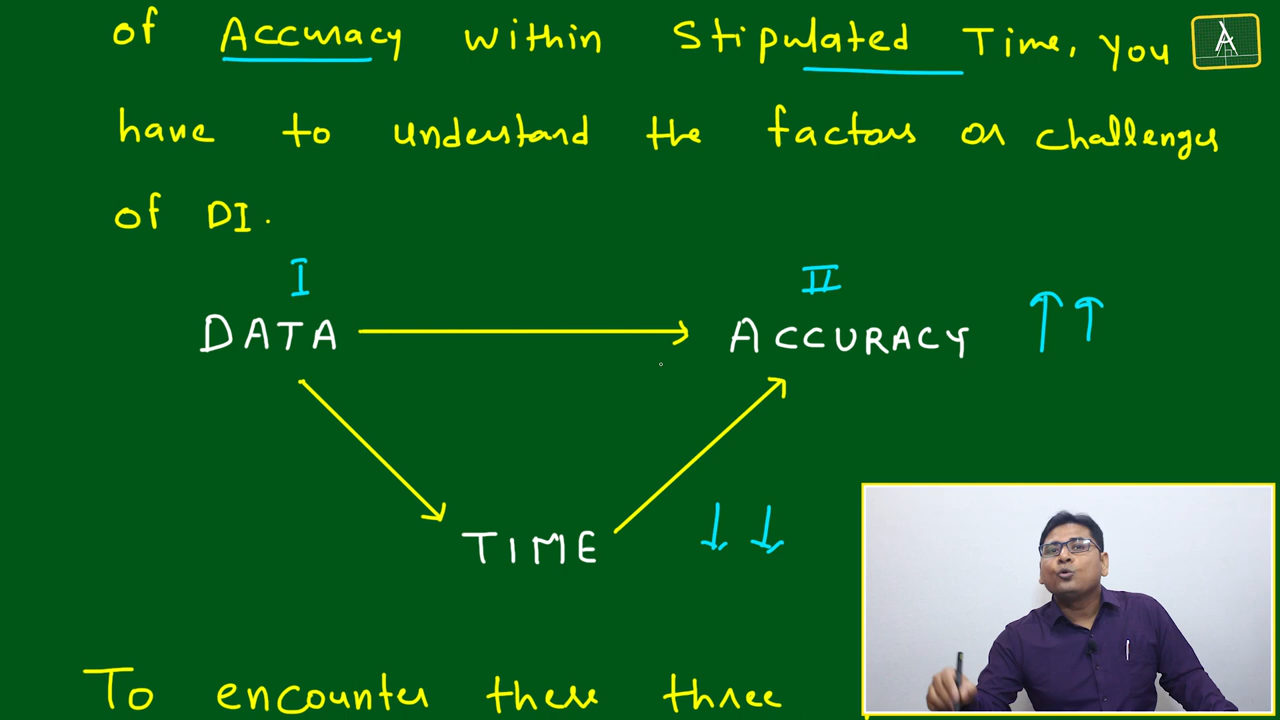 of Accuracy within Stipulated Time, you
have to understand the factors or challenges
of DI.
I
II
DATA
ACCURACY
TIME
To encounter these three